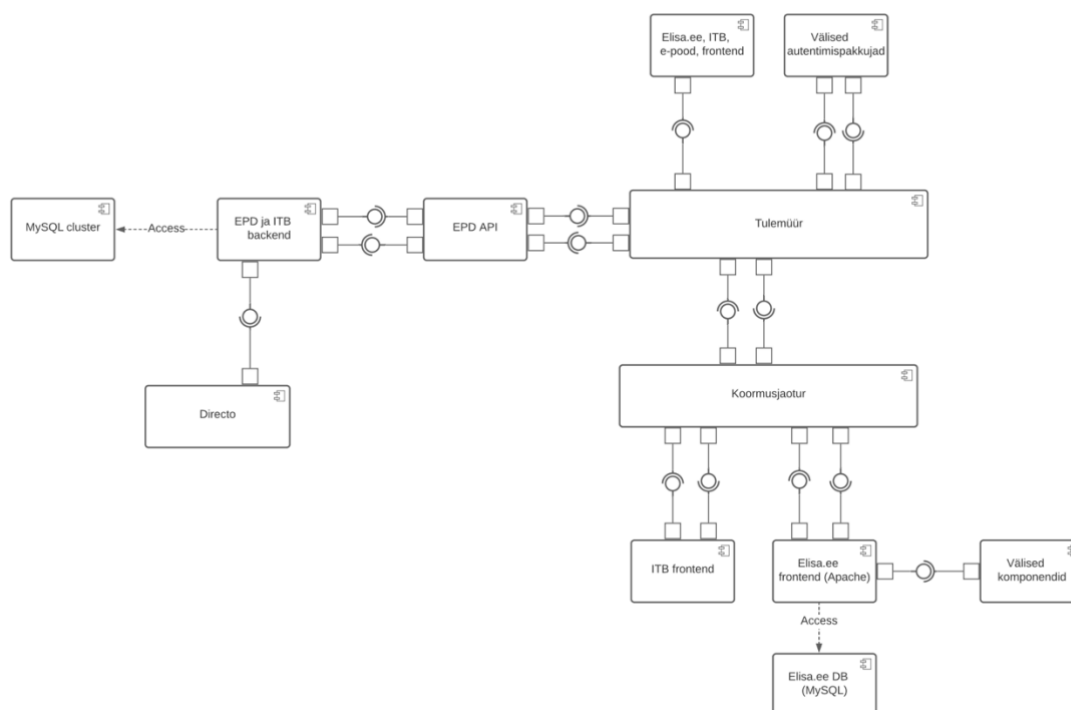 Elisa.ee, ITB,
e-pood, frontend
Välised
autentimispakkujad
MySQL cluster
Access
EPD ja ITB
backend
EPD API
Tulemüür
Directo
Koormusjaotur
ITB frontend
Elisa.ee
frontend (Apache)
Välised
komponendid
Access
Elisa.ee DB
(MySQL)